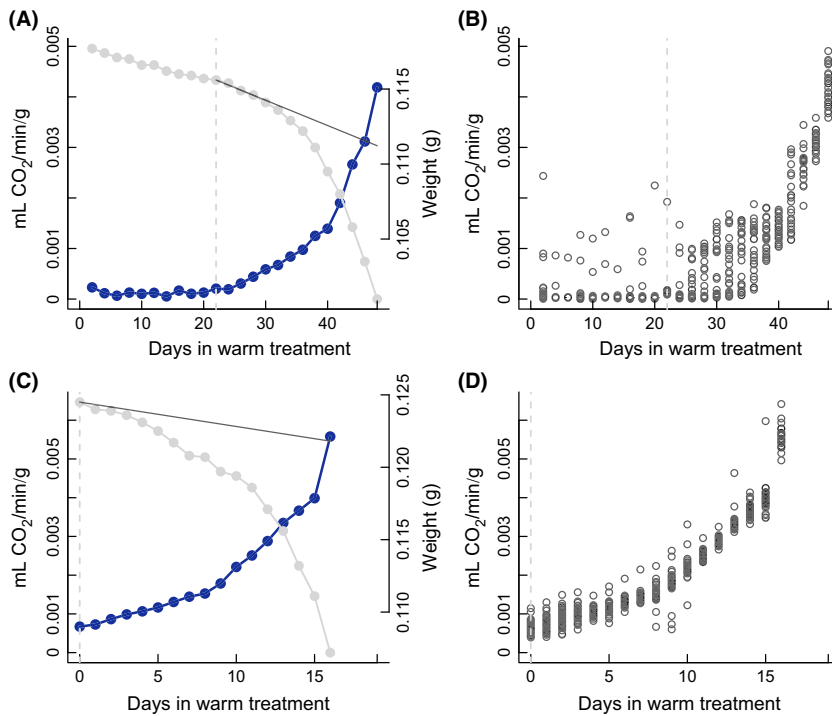 (A)
mL CO2/min/g
0.005
0.003
0.001
0
0.115
0.110
0.105
Weight (g)
0 10 20 30 40
Days in warm treatment
(B)
mL CO2/min/g
0.005
0.003
0.001
0
0 10 20 30 40
Days in warm treatment
(C)
mL CO2/min/g
0.005
0.003
0.001
0
0.125
0.120
0.115
0.110
Weight (g)
0 5 10 15
Days in warm treatment
(D)
mL CO2/min/g
0.005
0.003
0.001
0
0 5 10 15
Days in warm treatment